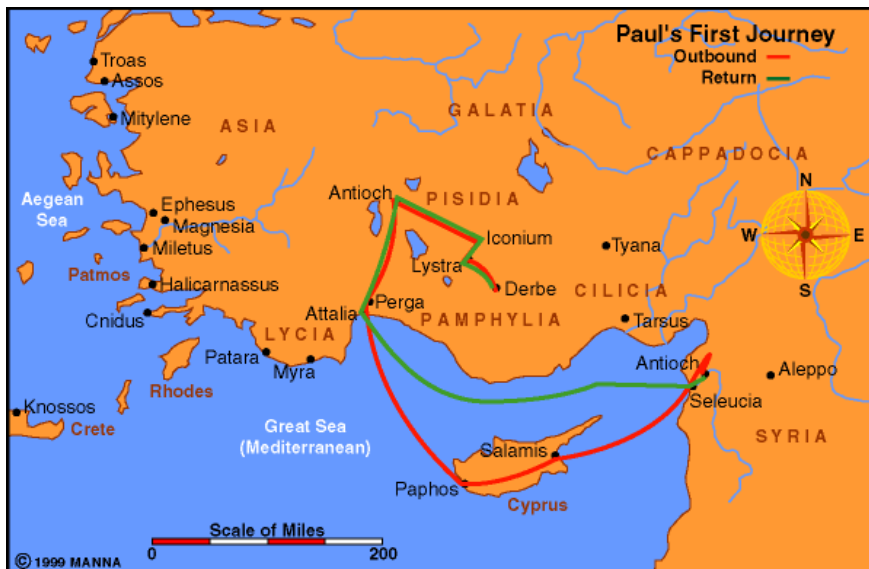 Paul's First Journey
Outbound
Return
Troas
Assos
Mitylene
ASIA
GALATIA
CAPPADOCIA
N
W
E
S
Aegean
Sea
Ephesus
Magnesia
Miletus
Patmos
Halicarnassus
Cnidus
Antioch
PISIDIA
Iconium
Lystra
Derbe
Tyana
CILICIA
Tarsus
Perga
Attalia
PAMPHYLIA
LYCIA
Patara
Myra
Rhodes
Knossos
Crete
Great Sea
(Mediterranean)
Antioch
Aleppo
Seleucia
SYRIA
Salamis
Paphos
Cyprus
Scale of Miles
0
200
© 1999 MANNA